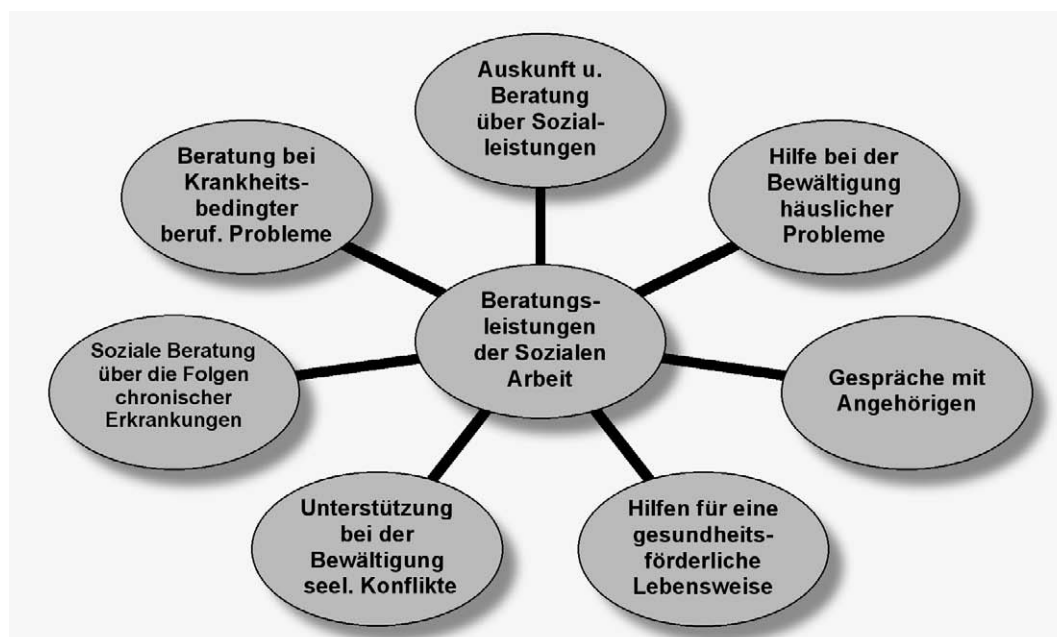 Auskunft u.
Beratung
über Sozial-
leistungen
Hilfe bei der
Bewältigung
häuslicher
Probleme
Gespräche mit
Angehörigen
Hilfen für eine
gesundheits-
förderliche
Lebensweise
Unterstützung
bei der
Bewältigung
seel. Konflikte
Soziale Beratung
über die Folgen
chronischer
Erkrankungen
Beratung bei
Krankheits-
bedingter
beruf. Probleme
Beratungs-
leistungen
der Sozialen
Arbeit